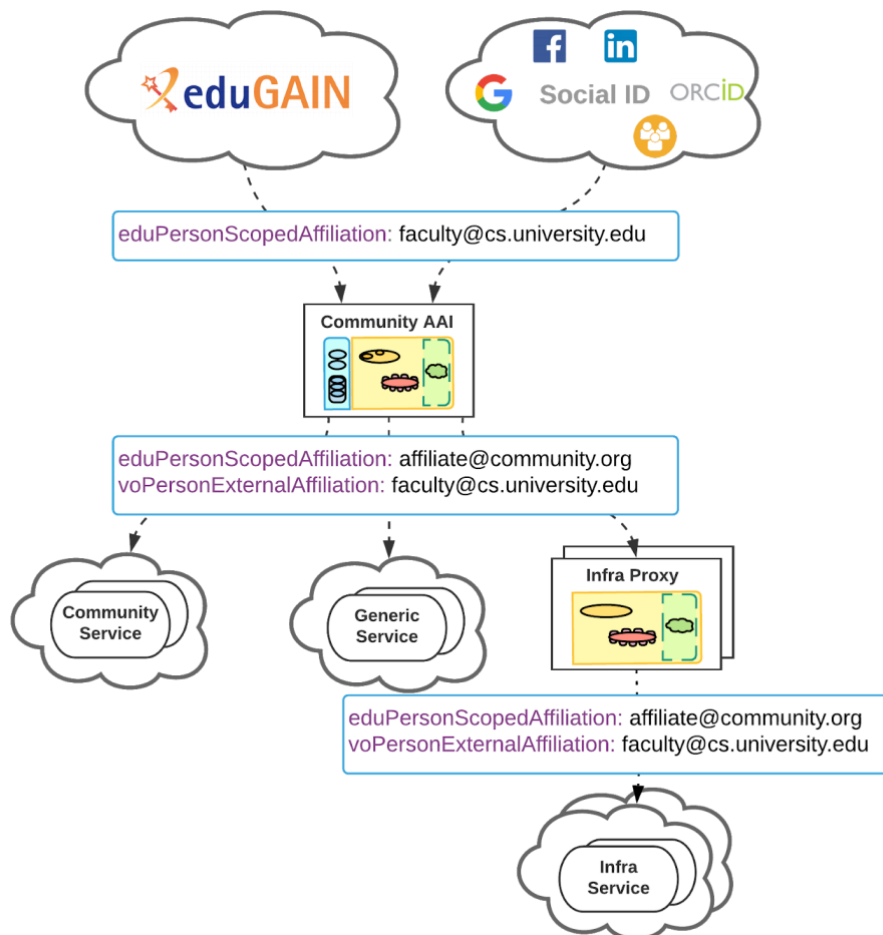 eduGAIN
Social ID
ORCiD
eduPersonScopedAffiliation: faculty@cs.university.edu
Community AAI
eduPersonScopedAffiliation: affiliate@community.org
voPersonExternalAffiliation: faculty@cs.university.edu
Community
Service
Generic
Service
Infra Proxy
eduPersonScopedAffiliation: affiliate@community.org
voPersonExternalAffiliation: faculty@cs.university.edu
Infra
Service